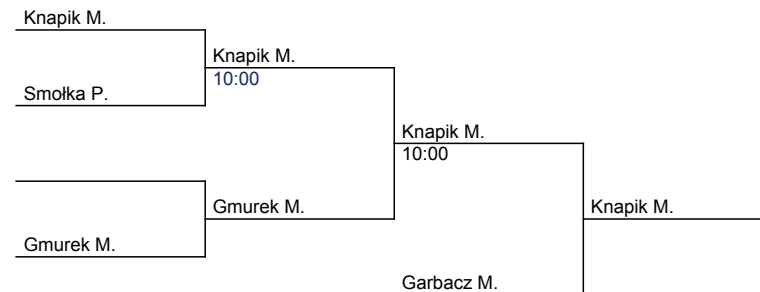 Knapik M.
Knapik M.
10:00
Smołka P.
Knapik M.
10:00
Gmurek M.
Knapik M.
Gmurek M.
Garbacz M.